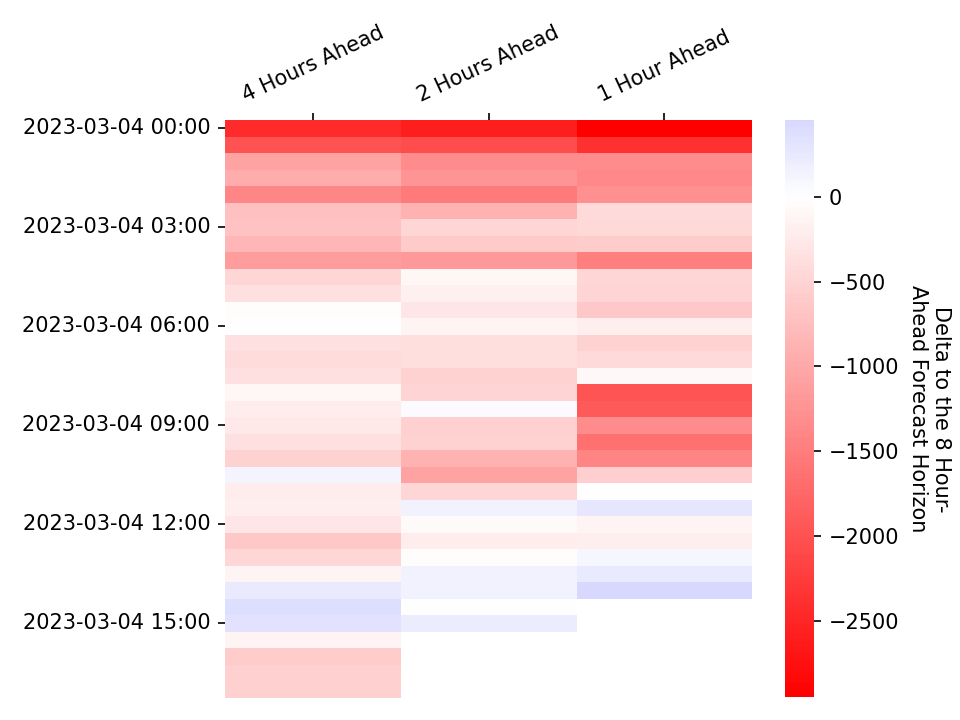 4 Hours Ahead
2 Hours Ahead
1 Hour Ahead
2023-03-04 00:00
2023-03-04 03:00
2023-03-04 06:00
2023-03-04 09:00
2023-03-04 12:00
2023-03-04 15:00
0
−500
−1000
−1500
−2000
−2500
Delta to the 8 Hour-
Ahead Forecast Horizon